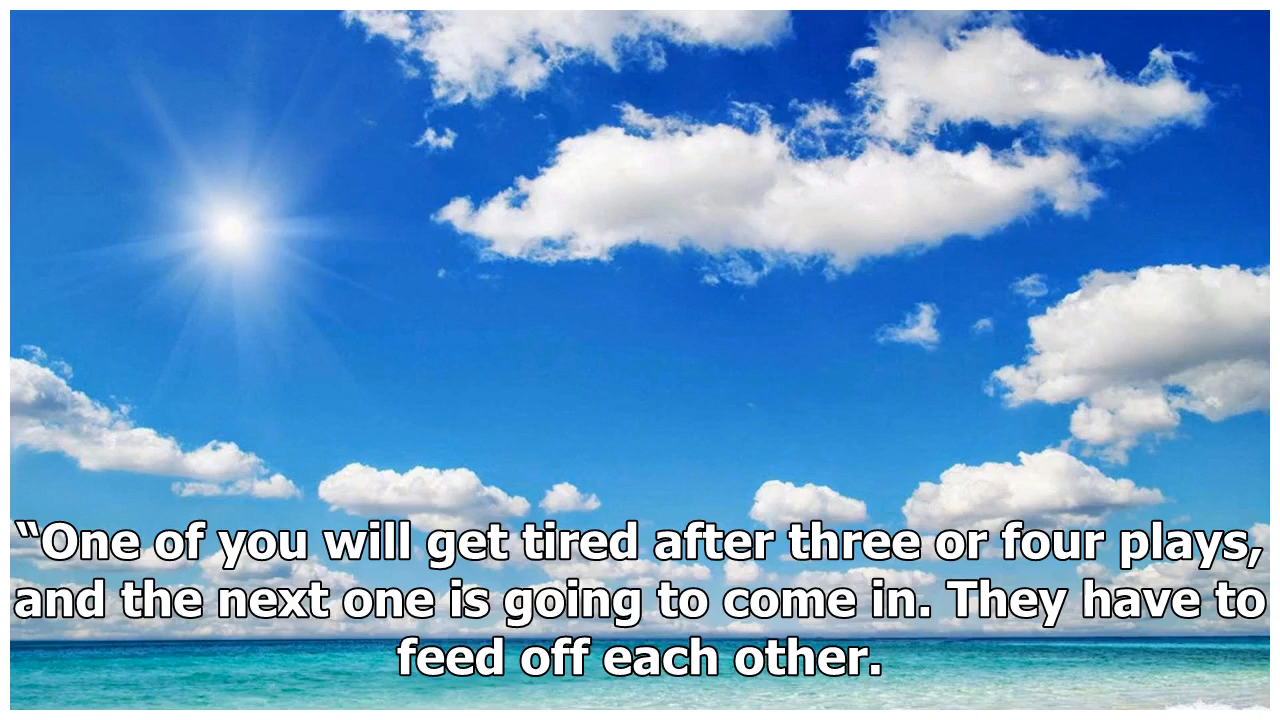 “One of you will get tired after three or four plays,
and the next one is going to come in. They have to
feed off each other.